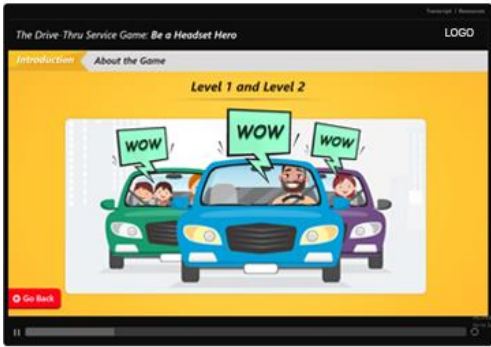 Transcript | Resources
The Drive-Thru Service Game: Be a Headset Hero
LOGO
Introduction
About the Game
Level 1 and Level 2
WOW
WOW
WOW
Go Back